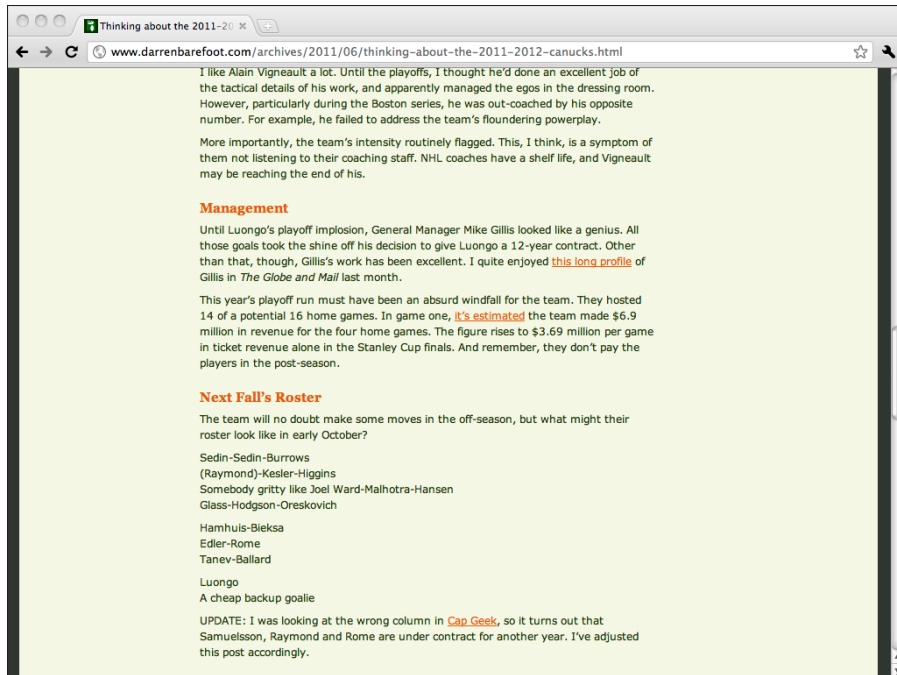 Thinking about the 2011-20
www.darrenbarefoot.com/archives/2011/06/thinking-about-the-2011-2012-canucks.html
I like Alain Vigneault a lot. Until the playoffs, I thought he'd done an excellent job of
the tactical details of his work, and apparently managed the egos in the dressing room.
However, particularly during the Boston series, he was out-coached by his opposite
number. For example, he failed to address the team's floundering powerplay.
More importantly, the team's intensity routinely flagged. This, I think, is a symptom of
them not listening to their coaching staff. NHL coaches have a shelf life, and Vigneault
may be reaching the end of his.
Management
Until Luongo's playoff implosion, General Manager Mike Gillis looked like a genius. All
those goals took the shine off his decision to give Luongo a 12-year contract. Other
than that, though, Gillis's work has been excellent. I quite enjoyed this long profile of
Gillis in The Globe and Mail last month.
This year's playoff run must have been an absurd windfall for the team. They hosted
14 of a potential 16 home games. In game one, it's estimated the team made $6.9
million in revenue for the four home games. The figure rises to $3.69 million per game
in ticket revenue alone in the Stanley Cup finals. And remember, they don't pay the
players in the post-season.
Next Fall's Roster
The team will no doubt make some moves in the off-season, but what might their
roster look like in early October?
Sedin-Sedin-Burrows
(Raymond)-Kesler-Higgins
Somebody gritty like Joel Ward-Malhotra-Hansen
Glass-Hodgson-Oreskovich
Hamhuis-Bieksa
Edler-Rome
Tanev-Ballard
Luongo
A cheap backup goalie
UPDATE: I was looking at the wrong column in Cap Geek, so it turns out that
Samuelsson, Raymond and Rome are under contract for another year. I've adjusted
this post accordingly.